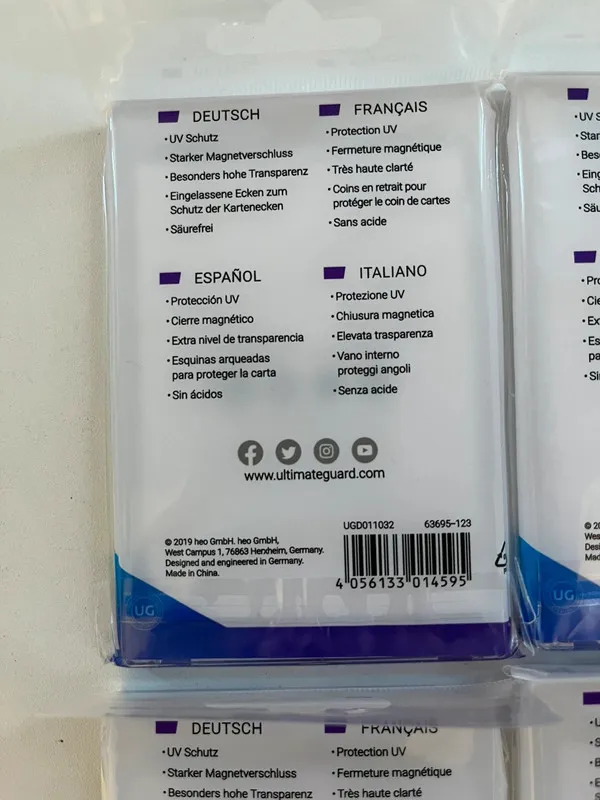 DEUTSCH
• UV Schutz
• Starker Magnetverschluss
• Besonders hohe Transparenz
• Eingelassene Ecken zum
Schutz der Kartenecken
• Säurefrei
FRANÇAIS
• Protection UV
• Fermeture magnétique
• Très haute clarté
• Coins en retrait pour
protéger le coin de cartes
• Sans acide
ESPAÑOL
• Protección UV
• Cierre magnético
• Extra nivel de transparencia
• Esquinas arqueadas
para proteger la carta
• Sin ácidos
ITALIANO
• Protezione UV
• Chiusura magnetica
• Elevata trasparenza
• Vano interno
proteggi angoli
• Senza acide
www.ultimateguard.com
© 2019 heo GmbH. heo GmbH,
West Campus 1, 76863 Herxheim, Germany.
Designed and engineered in Germany.
Made in China.
UGD011032 63695-123
4 056133 014595
UG
UG
DEUTSCH
• UV Schutz
• Starker Magnetverschluss
• Besonders hohe Transparenz
FRANÇAIS
• Protection UV
• Fermeture magnétique
• Très haute clarté